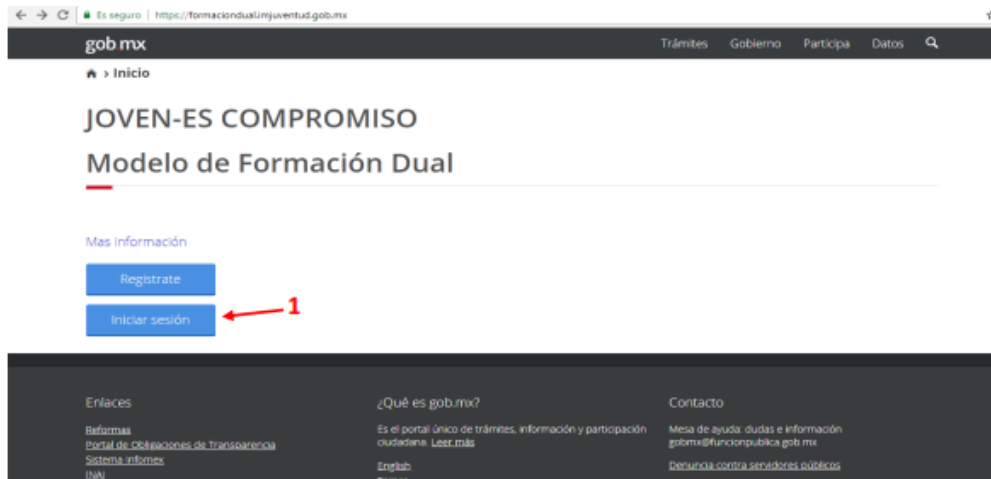 Es seguro | https://formaciondual.imjuventud.gob.mx
gob.mx
Trámites Gobierno Participa Datos
> Inicio
JOVEN-ES COMPROMISO
Modelo de Formación Dual
Mas Información
Registrate
Iniciar sesión
1
Enlaces
Reformas
Portal de Obligaciones de Transparencia
Sistema Infomex
INAI
¿Qué es gob.mx?
Es el portal único de trámites, información y participación
ciudadana. Leer más
English
Contacto
Mesa de ayuda: dudas e información
gobmx@funcionpublica.gob.mx
Denuncia contra servidores públicos